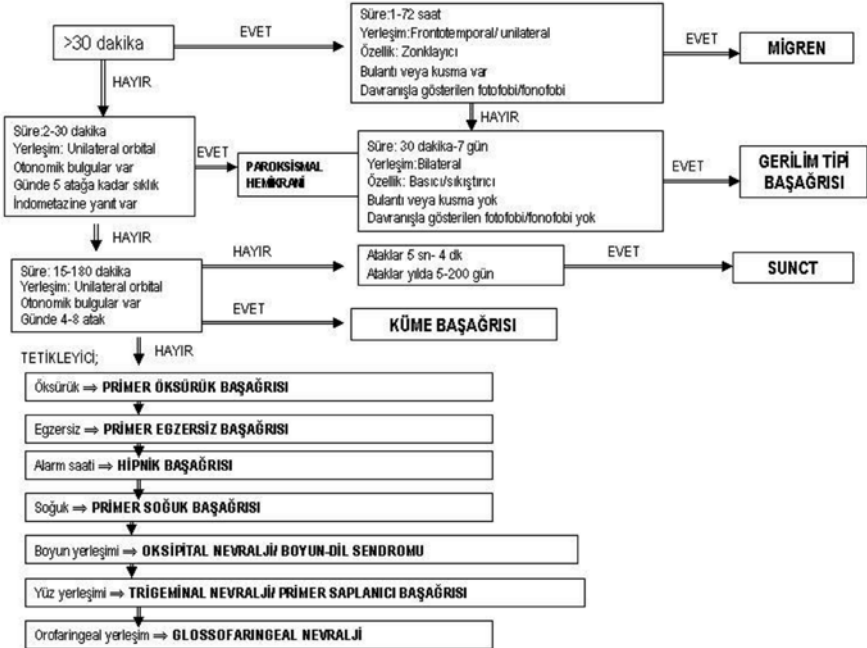 >30 dakika
EVET
Süre:1-72 saat
Yerleşim:Frontotemporal/ unilateral
Özellik: Zonklayıcı
Bulantı veya kusma var
Davranışla gösterilen fotofobi/fonofobi
EVET
MİGREN
HAYIR
HAYIR
Süre:2-30 dakika
Yerleşim: Unilateral orbital
Otonomik bulgular var
Günde 5 atağa kadar sıklık
İndometazine yanıt var
EVET
PAROKSİSMAL
HEMİKRANİ
Süre: 30 dakika-7 gün
Yerleşim:Bilateral
Özellik: Basıcı/sıkıştırıcı
Bulantı veya kusma yok
Davranışla gösterilen fotofobi/fonofobi yok
EVET
GERİLİM TİPİ
BAŞAĞRISI
HAYIR
Süre: 15-180 dakika
Yerleşim: Unilateral orbital
Otonomik bulgular var
Günde 4-8 atak
HAYIR
Ataklar 5 sn- 4 dk
Ataklar yılda 5-200 gün
EVET
SUNCT
EVET
KÜME BAŞAĞRISI
HAYIR
TETİKLEYİCİ;
Öksürük ⇒ PRİMER ÖKSÜRÜK BAŞAĞRISI
Egzersiz ⇒ PRİMER EGZERSİZ BAŞAĞRISI
Alarm saati ⇒ HİPNİK BAŞAĞRISI
Soğuk ⇒ PRİMER SOĞUK BAŞAĞRISI
Boyun yerleşimi ⇒ OKSİPİTAL NEVRALJİ/ BOYUN-DİL SENDROMU
Yüz yerleşimi ⇒ TRİGEMİNAL NEVRALJİ/ PRİMER SAPLANICI BAŞAĞRISI
Orofaringeal yerleşim ⇒ GLOSSOFARİNGEAL NEVRALJİ